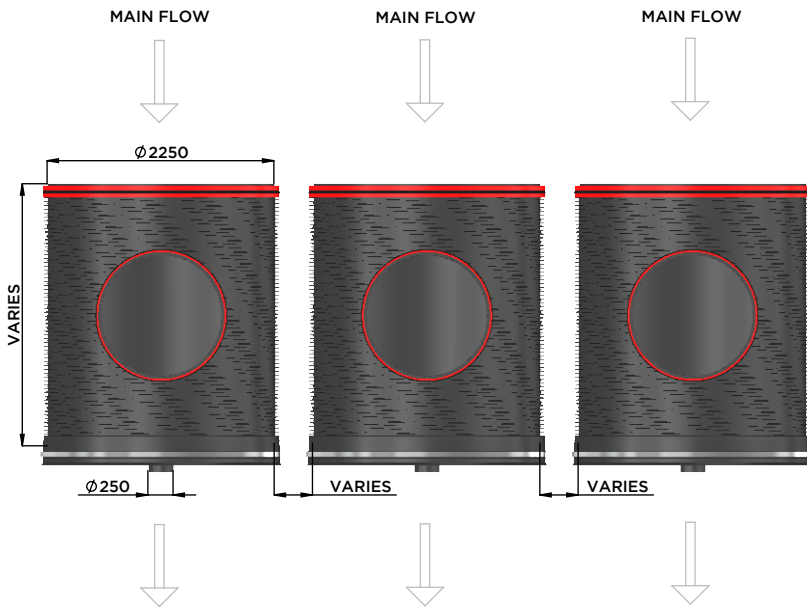 MAIN FLOW
MAIN FLOW
MAIN FLOW
Ø2250
VARIES
Ø250
VARIES
VARIES